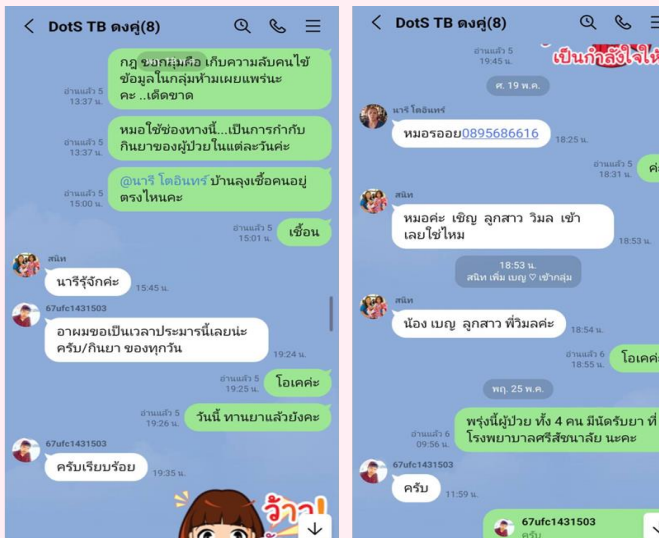 DotS TB ดงคู่(8)
กฎ ของกลุ่มคือ เก็บความลับคนไข้
ข้อมูลในกลุ่มห้ามเผยแพร่นะ
คะ ..เด็ดขาด
อ่านแล้ว 5
13:37 น.
หมอใช้ช่องทางนี้...เป็นการกำกับ
กินยาของผู้ป่วยในแต่ละวันค่ะ
อ่านแล้ว 5
13:37 น.
@นารี โตอินทร์ บ้านลุงเชื้อคนอยู่
ตรงไหนคะ
อ่านแล้ว 5
15:00 น.
เชื้อน
อ่านแล้ว 5
15:01 น.
สนิท
นารีรู้จักค่ะ
15:45 น.
67ufc1431503
อาผมขอเป็นเวลาประมารนี้เลยน่ะ
ครับ/กินยา ของทุกวัน
19:24 น.
โอเคค่ะ
อ่านแล้ว 5
19:25 น.
วันนี้ ทานยาแล้วยังคะ
อ่านแล้ว 5
19:26 น.
67ufc1431503
ครับเรียบร้อย
19:35 น.
ว้าว!
DotS TB ดงคู่(8)
อ่านแล้ว 5
19:45 น.
เป็นกำลังใจให้
ศ. 19 พ.ค.
นารี โตอินทร์
หมอรออย0895686616
18:25 น.
อ่านแล้ว 5
18:31 น.
สนิท
หมอค่ะ เชิญ ลูกสาว วิมล เข้า
เลยใช่ไหม
18:53 น.
18:53 น.
สนิท เพิ่ม เบญ ♡ เข้ากลุ่ม
สนิท
น้อง เบญ ลูกสาว พี่วิมลค่ะ
18:54 น.
โอเคค่ะ
อ่านแล้ว 6
18:55 น.
พฤ. 25 พ.ค.
พรุ่งนี้ผู้ป่วย ทั้ง 4 คน มีนัดรับยา ที่
โรงพยาบาลศรีสัชนาลัย นะคะ
อ่านแล้ว 6
09:56 น.
67ufc1431503
ครับ
11:59 น.
67ufc1431503
ครับ